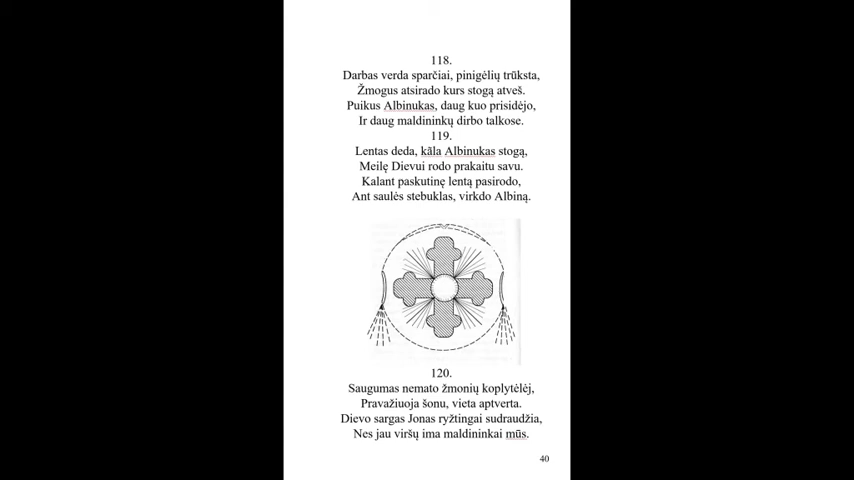 118.
Darbas verda sparčiai, pinigėlių trūksta,
Žmogus atsirado kurs stogą atveš.
Puikus Albinukas, daug kuo prisidėjo,
Ir daug maldininkų dirbo talkose.
119.
Lentas deda, kãla Albinukas stogą,
Meilę Dievui rodo prakaitu savu.
Kalant paskutinę lentą pasirodo,
Ant saulės stebuklas, virkdo Albiną.
120.
Saugumas nemato žmonių koplytėlėj,
Pravažiuoja šonu, vieta aptverta.
Dievo sargas Jonas ryžtingai sudraudžia,
Nes jau viršų ima maldininkai mūs.
40